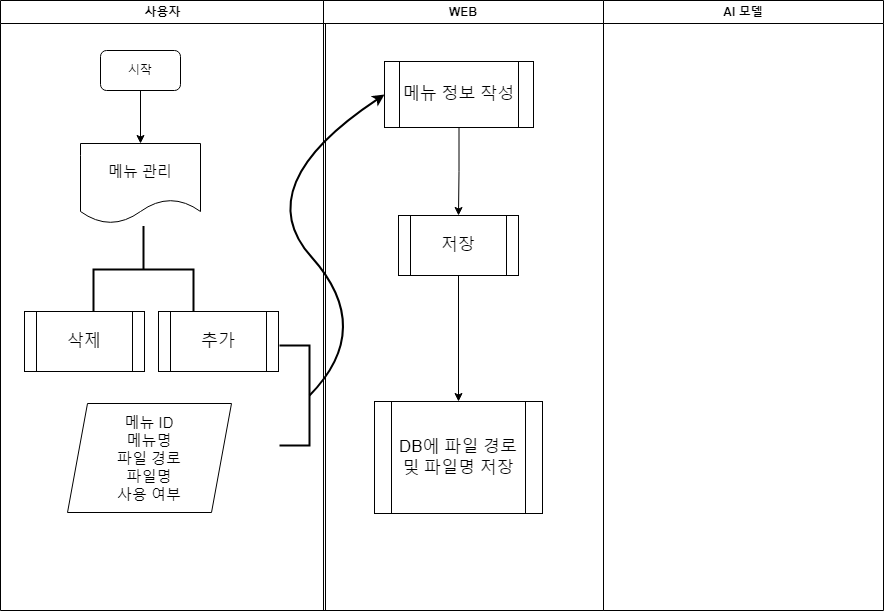 사용자
WEB
AI 모델
시작
메뉴 관리
삭제
추가
메뉴 ID
메뉴명
파일 경로
파일명
사용 여부
메뉴 정보 작성
저장
DB에 파일 경로
및 파일명 저장